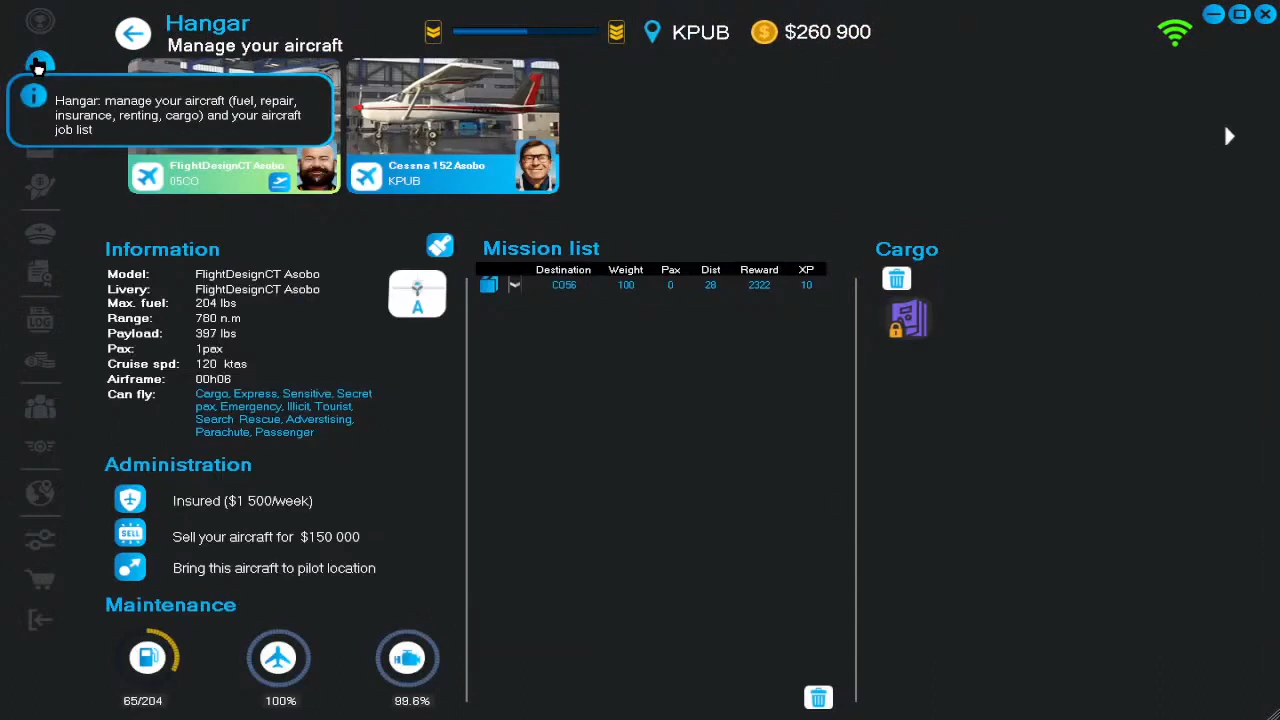 Hangar
Manage your aircraft
KPUB
$260 900
Hangar: manage your aircraft (fuel, repair,
insurance, renting, cargo) and your aircraft
job list
FlightDesignCT Asobo
05CO
Cessna 152 Asobo
KPUB
Information
Model: FlightDesignCT Asobo
Livery: FlightDesignCT Asobo
Max. fuel: 204 lbs
Range: 780 n.m
Payload: 397 lbs
Pax: 1pax
Cruise spd: 120 ktas
Airframe: 00h08
Can fly: Cargo, Express, Sensitive, Secret
pax, Emergency, Illicit, Tourist,
Search Rescue, Adverstising,
Parachute, Passenger
A
Administration
Insured ($1 500/week)
SELL
Sell your aircraft for $150 000
Bring this aircraft to pilot location
Maintenance
65/204
100%
99.6%
Mission list
Destination Weight Pax Dist Reward XP
CO56 100 0 28 2322 10
Cargo
LOG